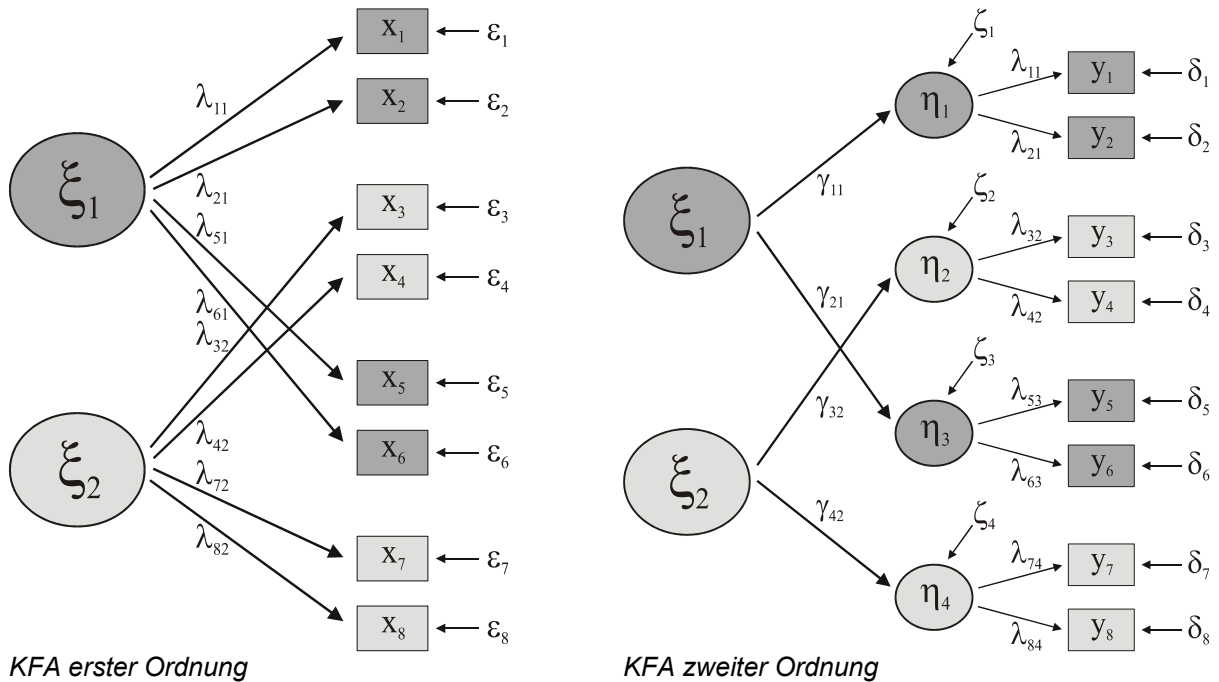 ξ₁
ξ₂
λ₁₁
λ₂₁
λ₅₁
λ₆₁
λ₃₂
λ₄₂
λ₇₂
λ₈₂
x₁ ε₁
x₂ ε₂
x₃ ε₃
x₄ ε₄
x₅ ε₅
x₆ ε₆
x₇ ε₇
x₈ ε₈
KFA erster Ordnung
ξ₁
ξ₂
γ₁₁
γ₂₁
γ₃₂
γ₄₂
ζ₁
η₁
λ₁₁ y₁ δ₁
λ₂₁ y₂ δ₂
ζ₂
η₂
λ₃₂ y₃ δ₃
λ₄₂ y₄ δ₄
ζ₃
η₃
λ₅₃ y₅ δ₅
λ₆₃ y₆ δ₆
ζ₄
η₄
λ₇₄ y₇ δ₇
λ₈₄ y₈ δ₈
KFA zweiter Ordnung